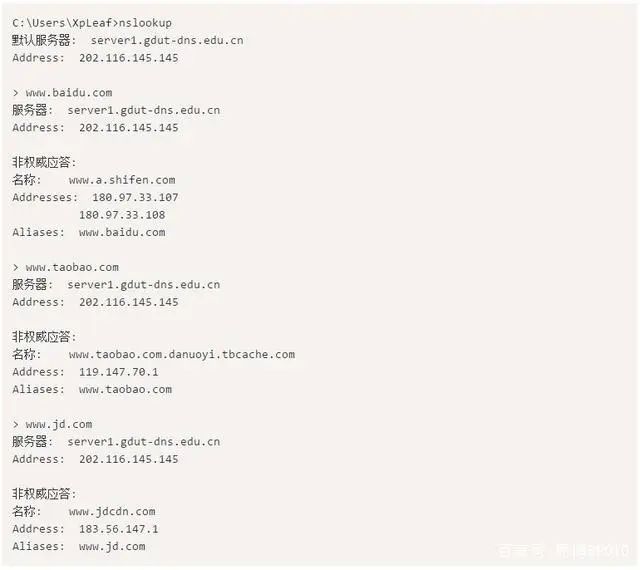 C:\Users\XpLeaf>nslookup
默认服务器:  server1.gdut-dns.edu.cn
Address:  202.116.145.145
> www.baidu.com
服务器:  server1.gdut-dns.edu.cn
Address:  202.116.145.145
非权威应答:
名称:    www.a.shifen.com
Addresses:  180.97.33.107
180.97.33.108
Aliases:  www.baidu.com
> www.taobao.com
服务器:  server1.gdut-dns.edu.cn
Address:  202.116.145.145
非权威应答:
名称:    www.taobao.com.danuoyi.tbcache.com
Address:  119.147.70.1
Aliases:  www.taobao.com
> www.jd.com
服务器:  server1.gdut-dns.edu.cn
Address:  202.116.145.145
非权威应答:
名称:    www.jdcdn.com
Address:  183.56.147.1
Aliases:  www.jd.com
百家号